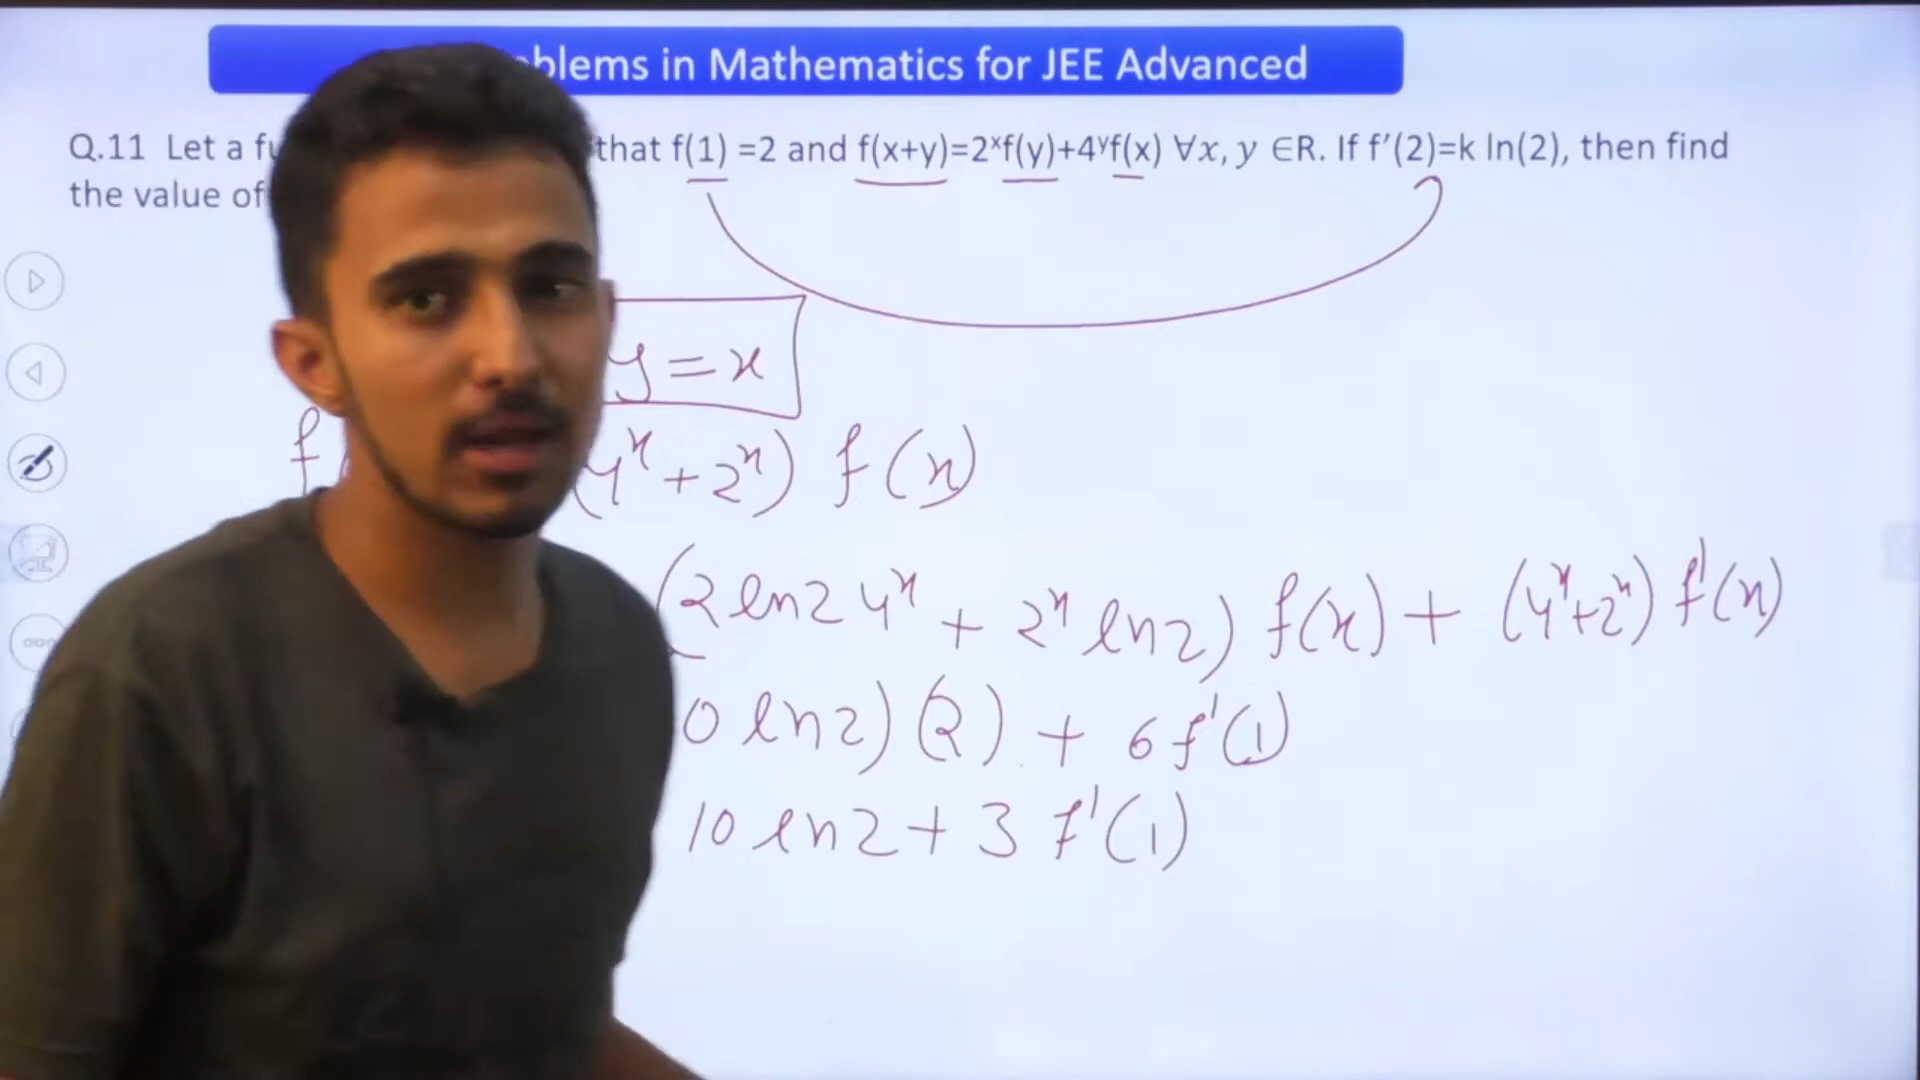 blems in Mathematics for JEE Advanced
Q.11 Let a fu that f(1) =2 and f(x+y)=2ˣf(y)+4ʸf(x) ∀x, y ∈R. If f′(2)=k ln(2), then find
the value of
y = x
f (4ˣ + 2ˣ) f (x)
(2 ln2 4ˣ + 2ˣ ln2) f(x) + (4ˣ+2ˣ) f'(x)
0 ln2) (2) + 6 f'(1)
10 ln2 + 3 f'(1)